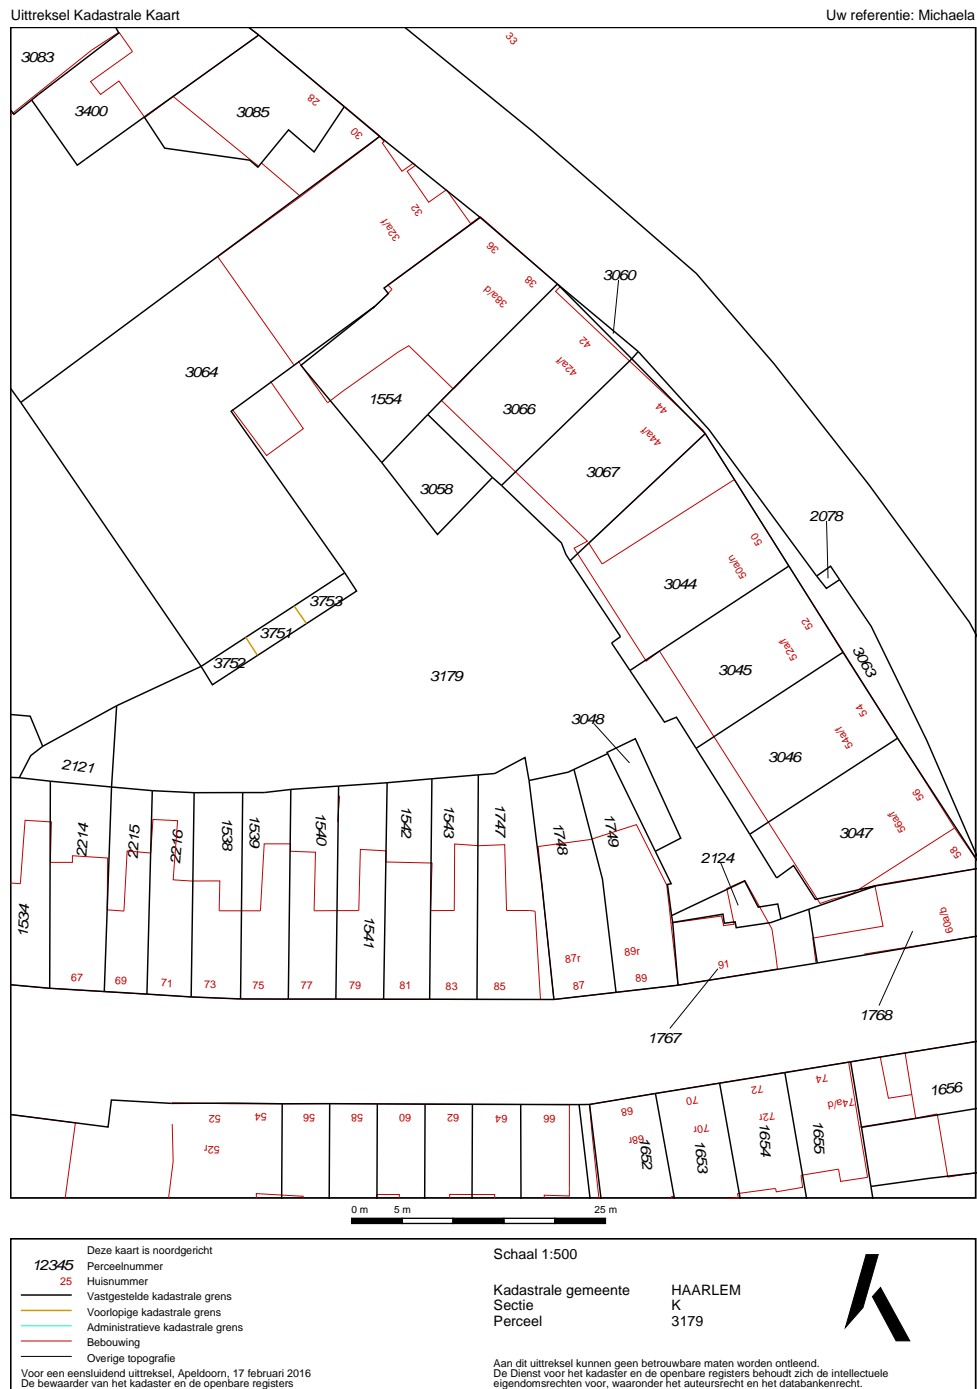 Uittreksel Kadastrale Kaart
Uw referentie: Michaela
33
3083
3400
3085
28
30
32
32a/f
36
38
38a/d
3060
3064
1554
42
42a/f
3066
44
44a/f
3067
3058
2078
50
50a/h
3044
3753
3751
3752
3179
52
52a/f
3045
3063
3048
54
54a/f
3046
2121
56
56a/f
3047
58
2214
2215
2216
1538
1539
1540
1542
1543
1747
1748
1749
2124
1534
1541
60a/b
87r
89r
91
67
69
71
73
75
77
79
81
83
85
87
89
1767
1768
52
54
56
58
60
62
64
66
68
70
72
74
74a/d
52r
68r
70r
72r
1652
1653
1654
1655
1656
0 m 5 m 25 m
Deze kaart is noordgericht
12345 Perceelnummer
25 Huisnummer
Vastgestelde kadastrale grens
Voorlopige kadastrale grens
Administratieve kadastrale grens
Bebouwing
Overige topografie
Voor een eensluidend uittreksel, Apeldoorn, 17 februari 2016
De bewaarder van het kadaster en de openbare registers
Schaal 1:500
Kadastrale gemeente HAARLEM
Sectie K
Perceel 3179
Aan dit uittreksel kunnen geen betrouwbare maten worden ontleend.
De Dienst voor het kadaster en de openbare registers behoudt zich de intellectuele
eigendomsrechten voor, waaronder het auteursrecht en het databankenrecht.